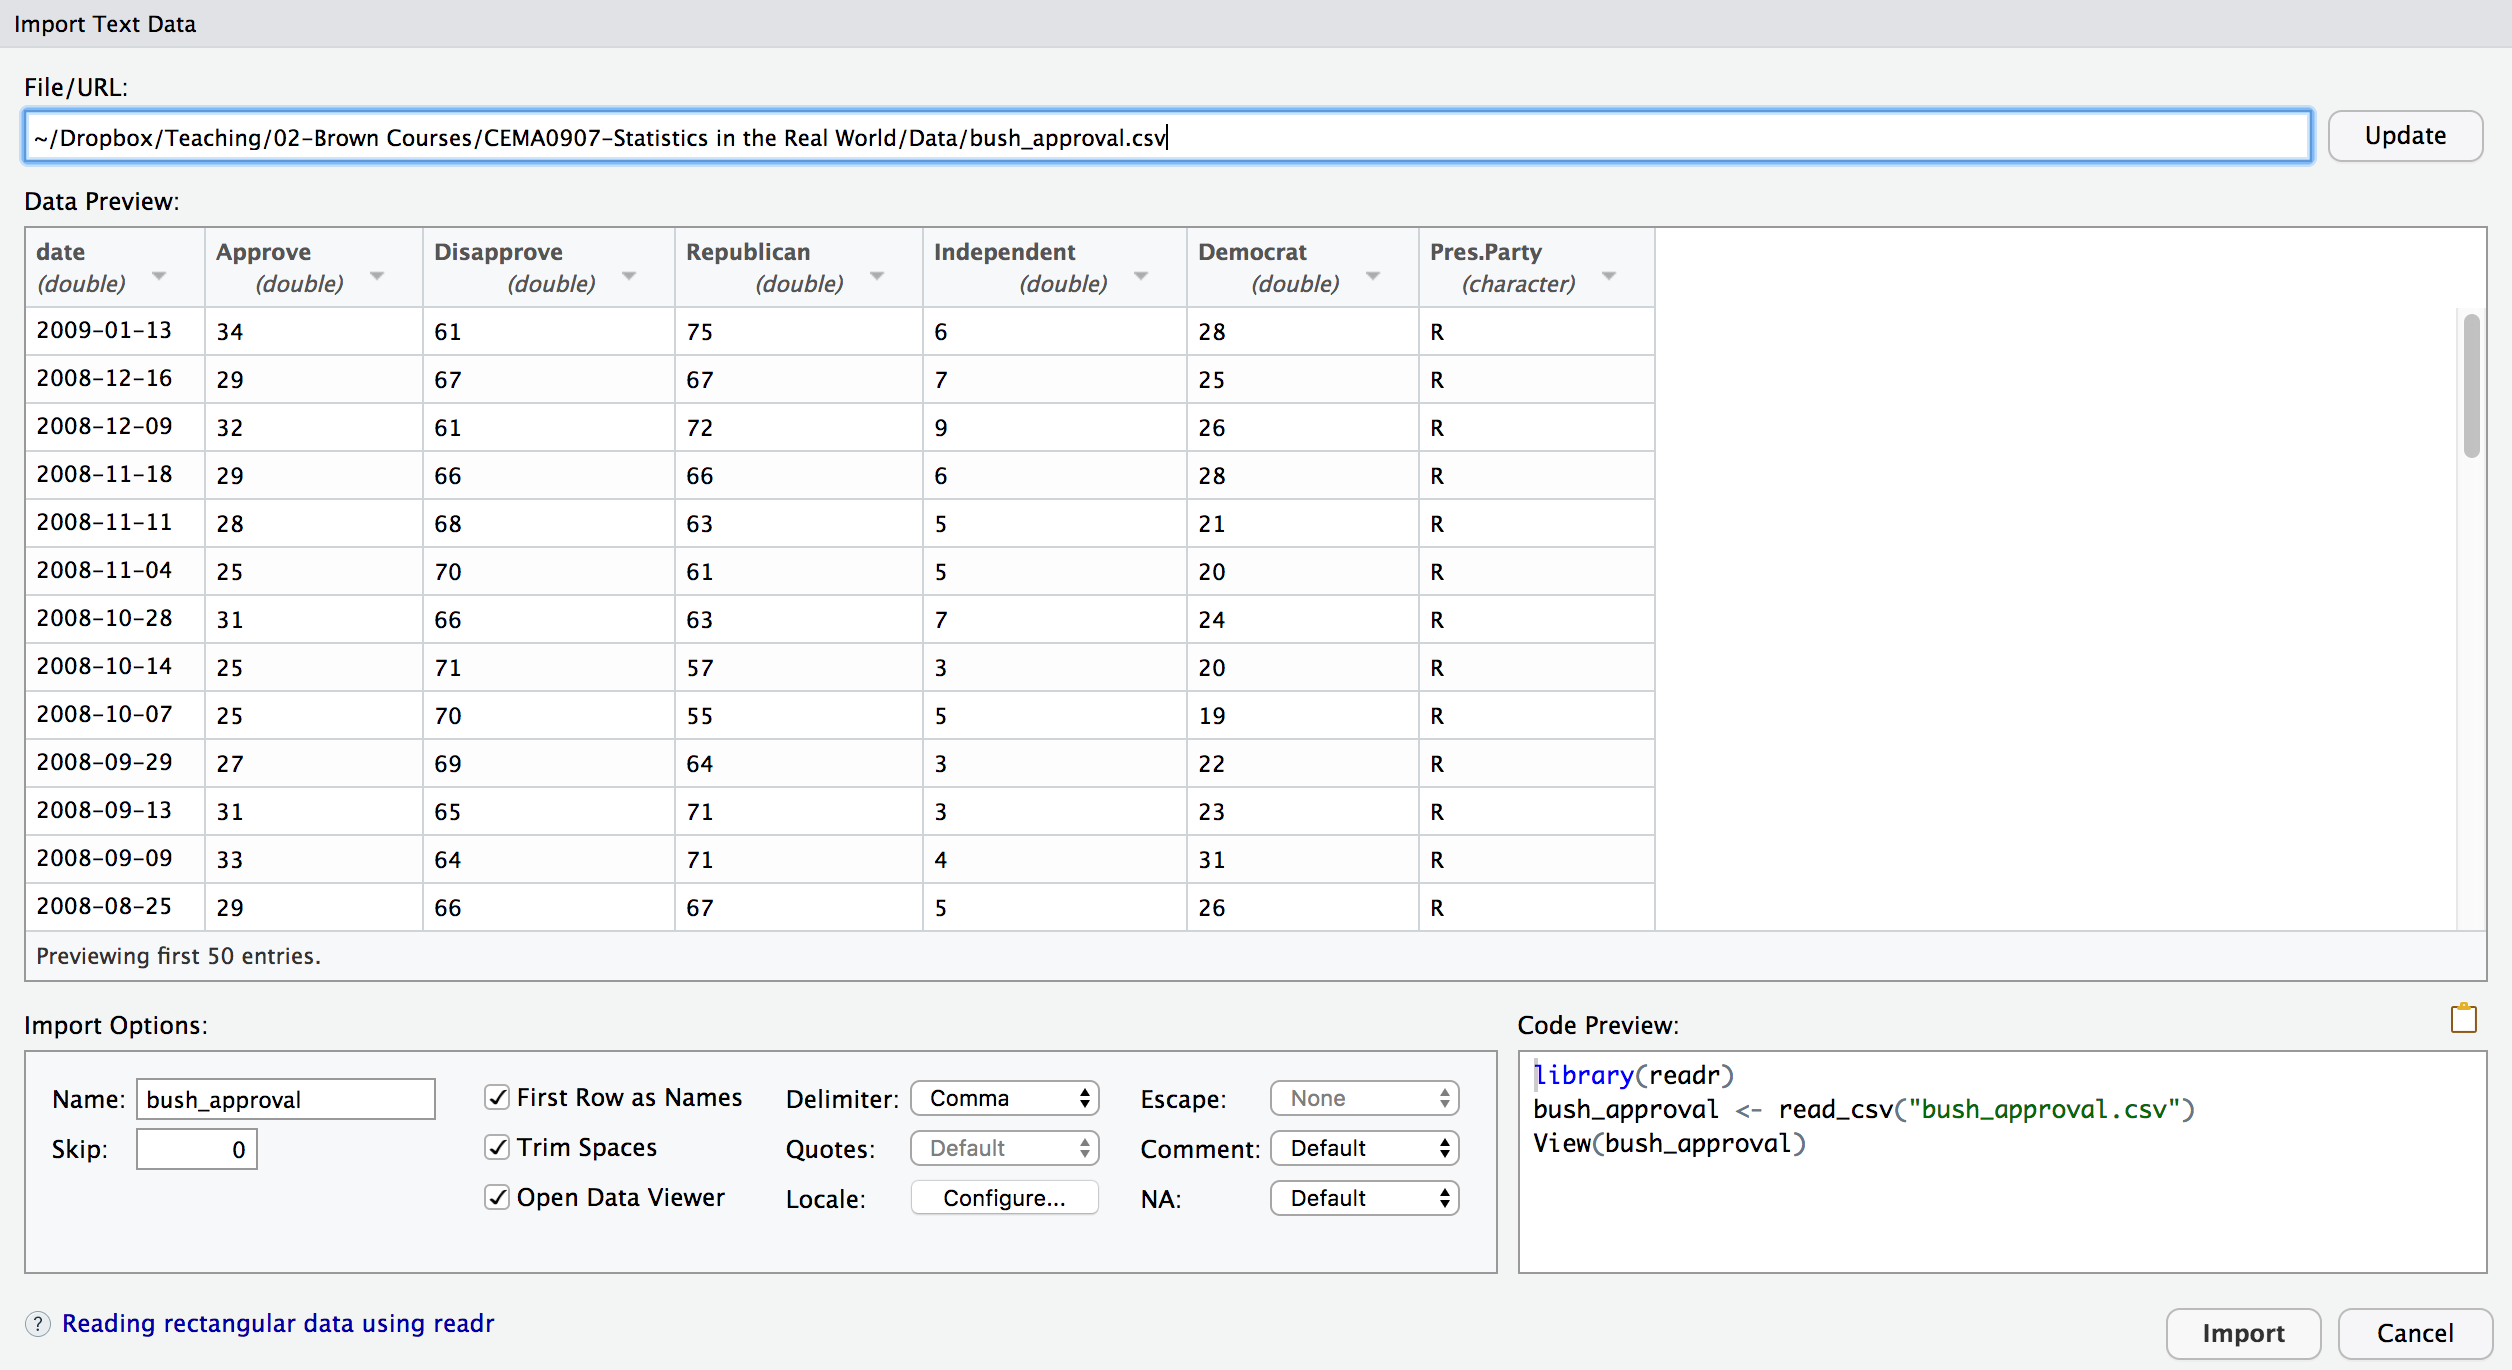 Import Text Data
File/URL:
~/Dropbox/Teaching/02-Brown Courses/CEMA0907-Statistics in the Real World/Data/bush_approval.csv Update
Data Preview:
date Approve Disapprove Republican Independent Democrat Pres.Party
(double) (double) (double) (double) (double) (double) (character)
2009-01-13 34 61 75 6 28 R
2008-12-16 29 67 67 7 25 R
2008-12-09 32 61 72 9 26 R
2008-11-18 29 66 66 6 28 R
2008-11-11 28 68 63 5 21 R
2008-11-04 25 70 61 5 20 R
2008-10-28 31 66 63 7 24 R
2008-10-14 25 71 57 3 20 R
2008-10-07 25 70 55 5 19 R
2008-09-29 27 69 64 3 22 R
2008-09-13 31 65 71 3 23 R
2008-09-09 33 64 71 4 31 R
2008-08-25 29 66 67 5 26 R
Previewing first 50 entries.
Import Options:
Name: bush_approval First Row as Names Delimiter: Comma Escape: None
Skip: 0 Trim Spaces Quotes: Default Comment: Default
Open Data Viewer Locale: Configure... NA: Default
Code Preview:
library(readr)
bush_approval <- read_csv("bush_approval.csv")
View(bush_approval)
? Reading rectangular data using readr
Import Cancel